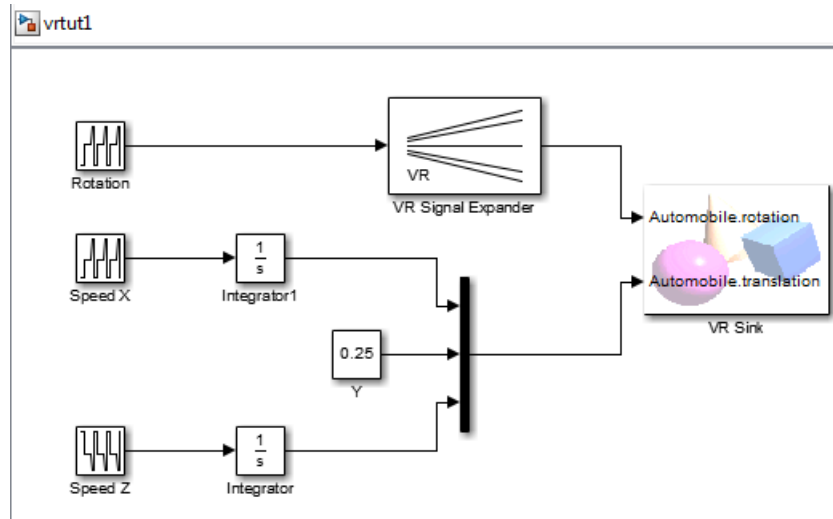 vrtut1
Rotation
VR
VR Signal Expander
Automobile.rotation
Automobile.translation
VR Sink
Speed X
1
s
Integrator1
0.25
Y
Speed Z
1
s
Integrator